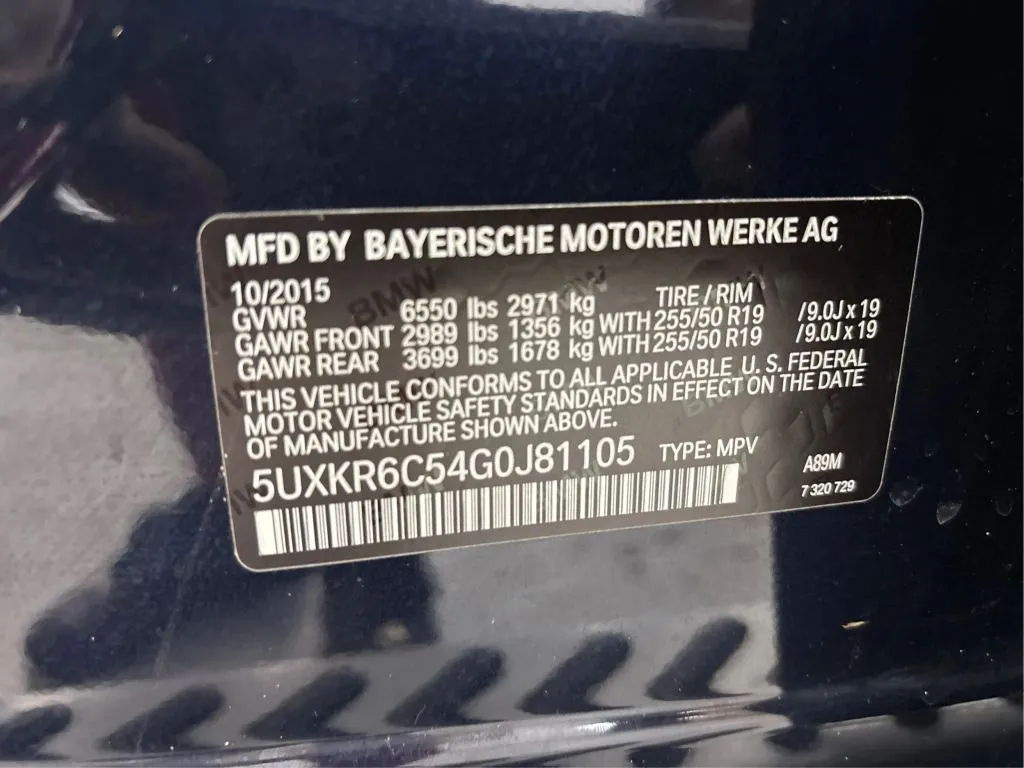 MFD BY BAYERISCHE MOTOREN WERKE AG
10/2015 TIRE / RIM
GVWR 6550 lbs 2971 kg
GAWR FRONT 2989 lbs 1356 kg WITH 255/50 R19 /9.0J x 19
GAWR REAR 3699 lbs 1678 kg WITH 255/50 R19 /9.0J x 19
THIS VEHICLE CONFORMS TO ALL APPLICABLE U. S. FEDERAL
MOTOR VEHICLE SAFETY STANDARDS IN EFFECT ON THE DATE
OF MANUFACTURE SHOWN ABOVE.
5UXKR6C54G0J81105 TYPE: MPV A89M
7 320 729
BMW
BMW
BMW